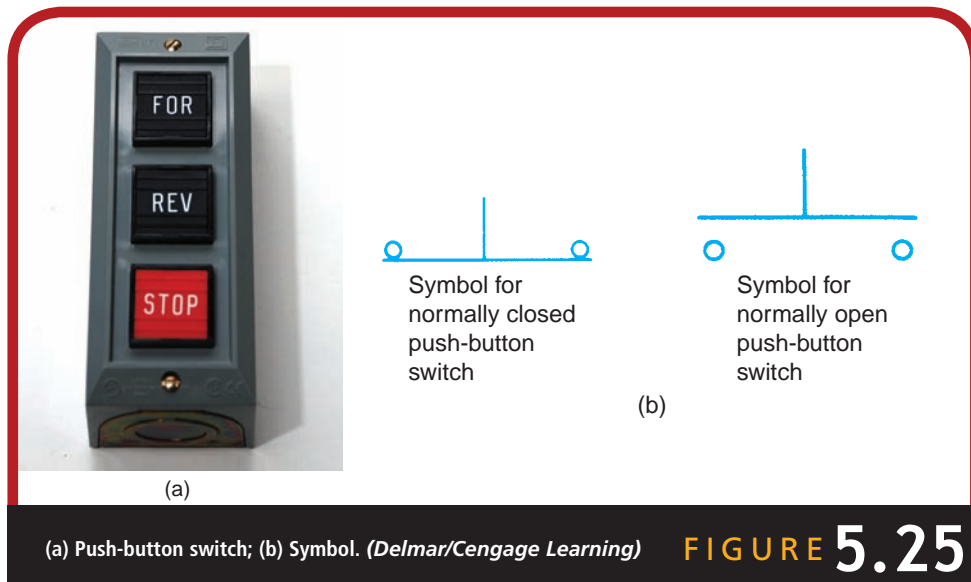 FOR
REV
STOP
(a)
Symbol for
normally closed
push-button
switch
Symbol for
normally open
push-button
switch
(b)
(a) Push-button switch; (b) Symbol. (Delmar/Cengage Learning)
FIGURE 5.25